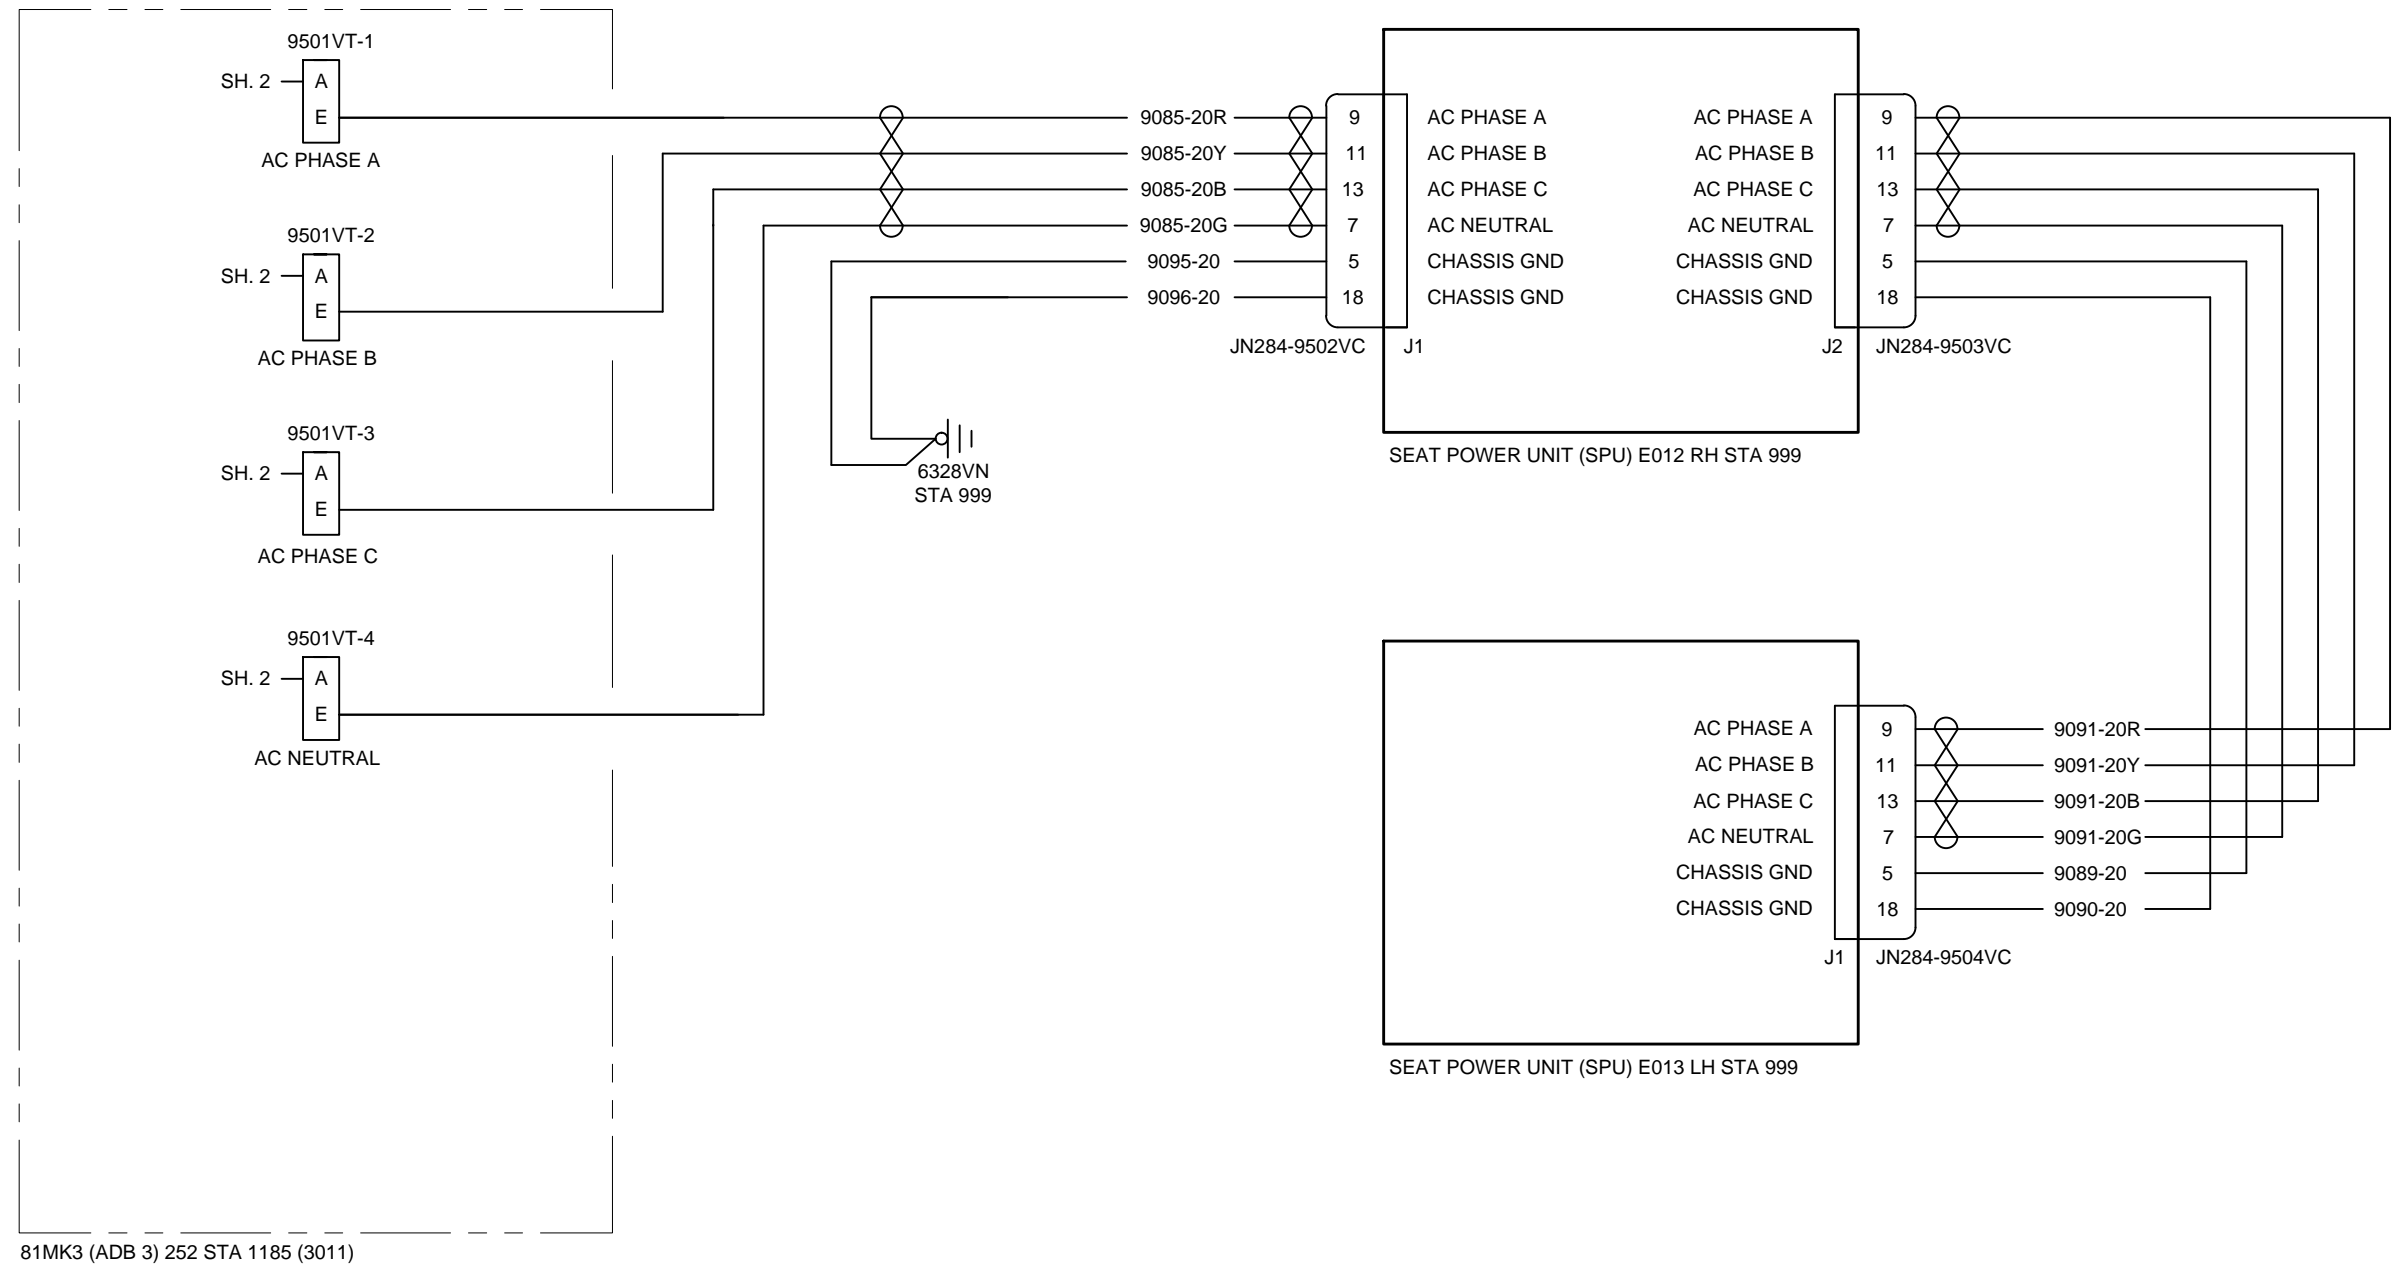 9501VT-1
SH. 2
A
E
AC PHASE A
9501VT-2
SH. 2
A
E
AC PHASE B
9501VT-3
SH. 2
A
E
AC PHASE C
9501VT-4
SH. 2
A
E
AC NEUTRAL
81MK3 (ADB 3) 252 STA 1185 (3011)
9085-20R
9085-20Y
9085-20B
9085-20G
9095-20
9096-20
9
11
13
7
5
18
JN284-9502VC
J1
6328VN
STA 999
AC PHASE A
AC PHASE B
AC PHASE C
AC NEUTRAL
CHASSIS GND
CHASSIS GND
AC PHASE A
AC PHASE B
AC PHASE C
AC NEUTRAL
CHASSIS GND
CHASSIS GND
9
11
13
7
5
18
J2
JN284-9503VC
SEAT POWER UNIT (SPU) E012 RH STA 999
AC PHASE A
AC PHASE B
AC PHASE C
AC NEUTRAL
CHASSIS GND
CHASSIS GND
9
11
13
7
5
18
9091-20R
9091-20Y
9091-20B
9091-20G
9089-20
9090-20
J1
JN284-9504VC
SEAT POWER UNIT (SPU) E013 LH STA 999